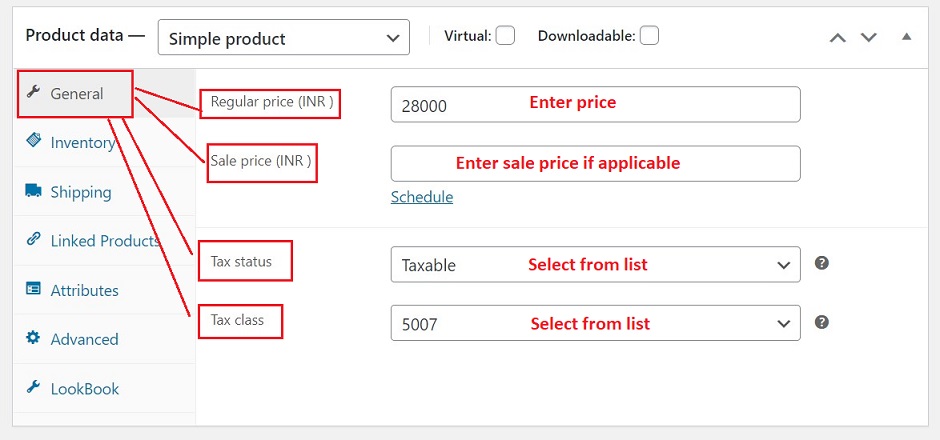 Product data — Simple product Virtual: Downloadable:
General
Regular price (INR ) 28000 Enter price
Inventory
Sale price (INR ) Enter sale price if applicable
Shipping
Schedule
Linked Products
Tax status Taxable Select from list
Attributes
Tax class 5007 Select from list
Advanced
LookBook